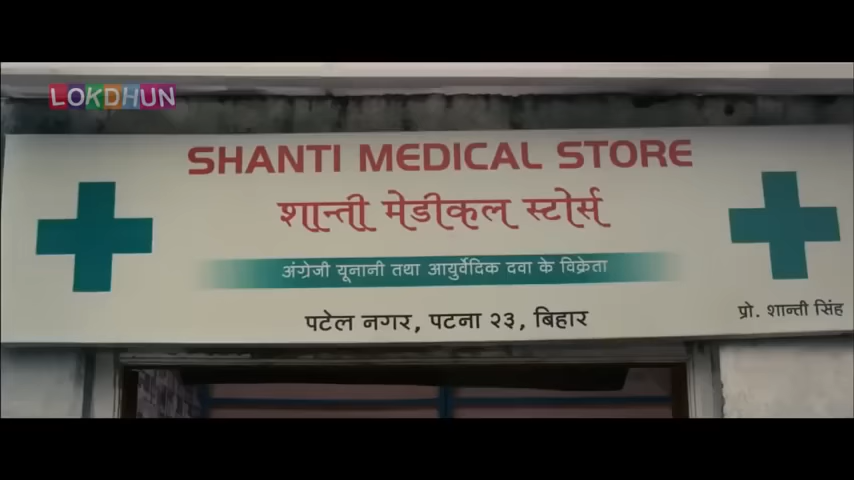 LOKDHUN
SHANTI MEDICAL STORE
शान्ती मेडीकल स्टोर्स
अंग्रेजी यूनानी तथा आयुर्वेदिक दवा के विक्रेता
पटेल नगर, पटना २३, बिहार
प्रो. शान्ती सिंह